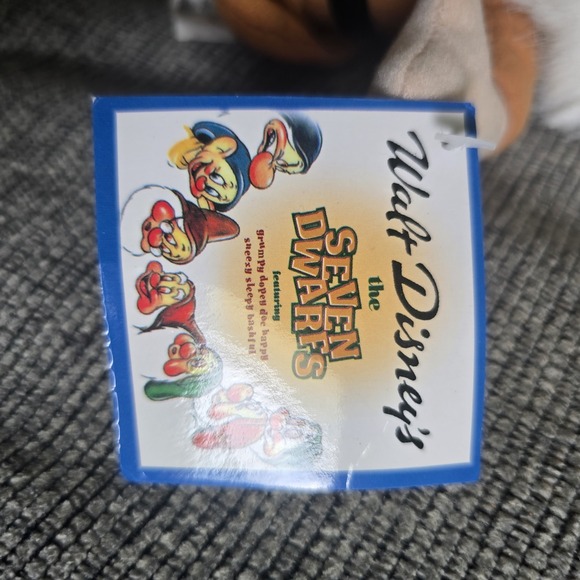 Walt Disney's
the
SEVEN
DWARFS
featuring
grumpy dopey doc happy
sneezy sleepy bashful